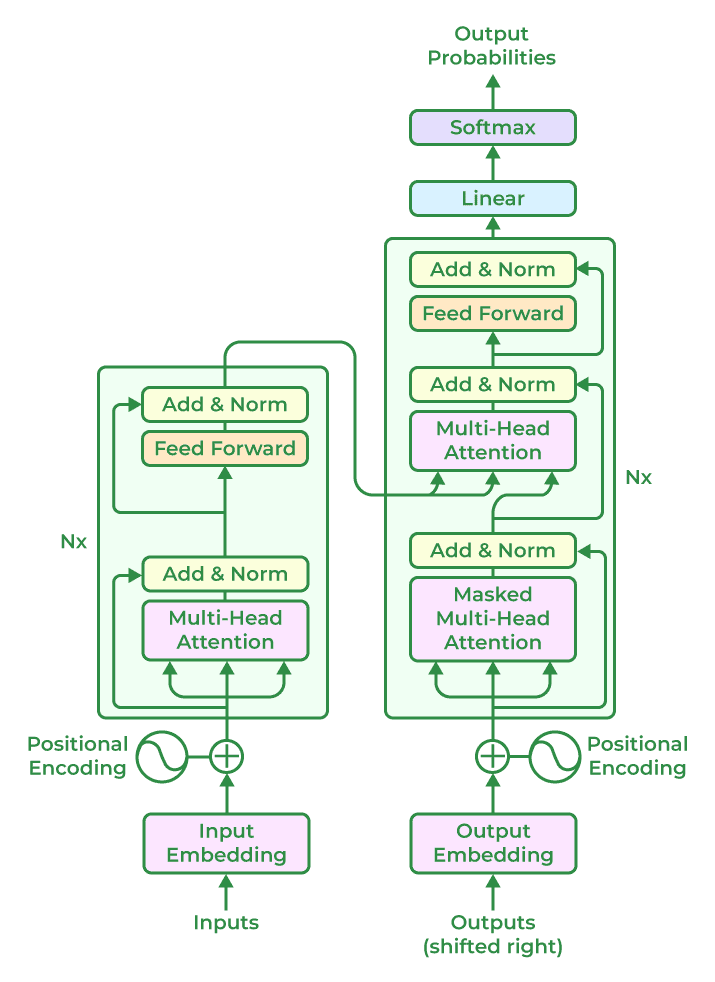 Output
Probabilities
Softmax
Linear
Add & Norm
Feed Forward
Add & Norm
Multi-Head
Attention
Nx
Add & Norm
Masked
Multi-Head
Attention
Positional
Encoding
Output
Embedding
Outputs
(shifted right)
Add & Norm
Feed Forward
Nx
Add & Norm
Multi-Head
Attention
Positional
Encoding
Input
Embedding
Inputs